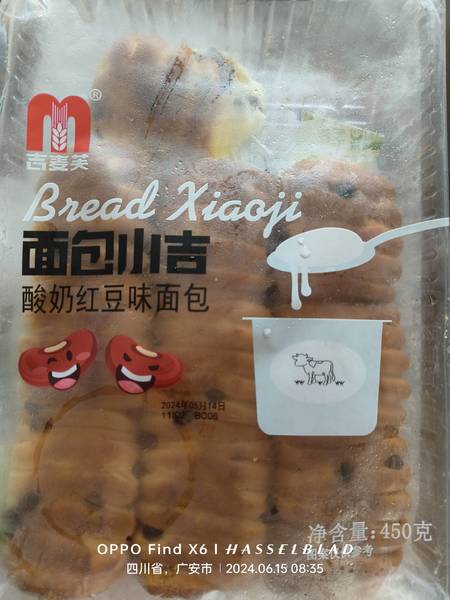 ®
吉麦芙
Bread Xiaoji
面包小吉
酸奶红豆味面包
2024年05月14日
净含量:450克
OPPO Find X6 | HASSELBLAD
四川省，广安市 | 2024.06.15 08:35